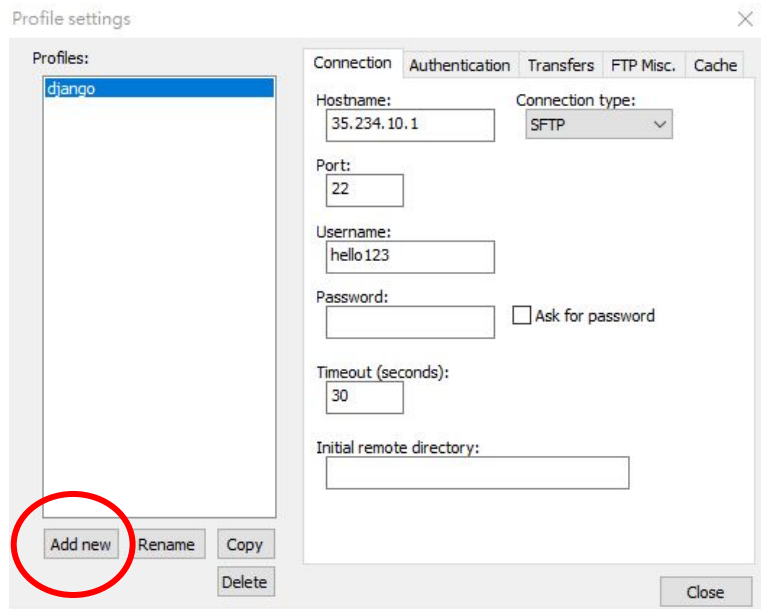 Profile settings
Profiles:
django
Add new
Rename
Copy
Delete
Connection
Authentication
Transfers
FTP Misc.
Cache
Hostname:
35.234.10.1
Connection type:
SFTP
Port:
22
Username:
hello123
Password:
Ask for password
Timeout (seconds):
30
Initial remote directory:
Close